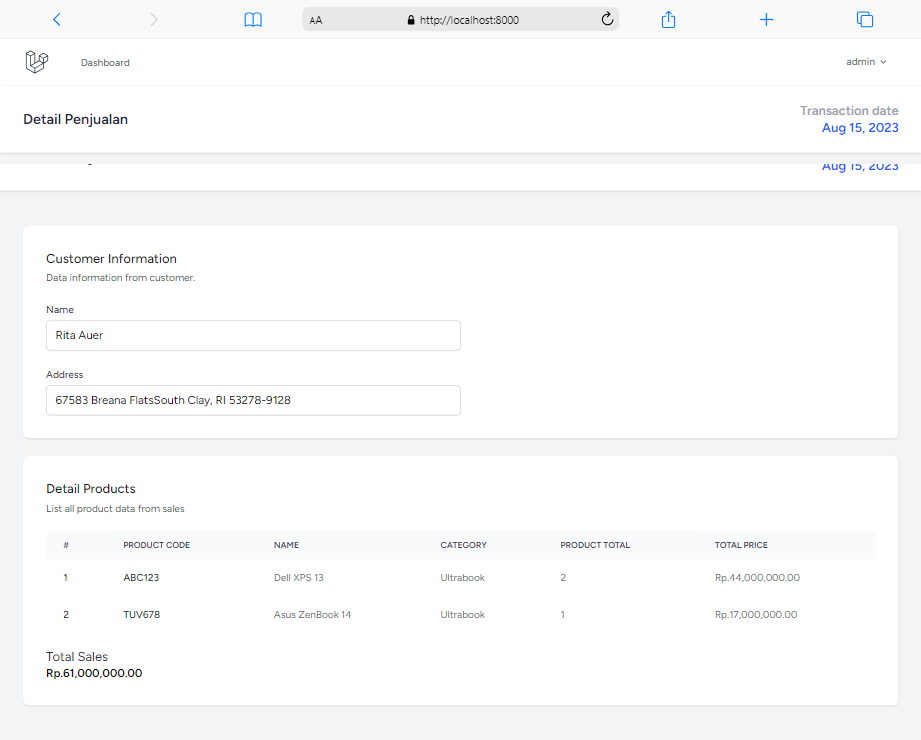 AA http://localhost:8000
Dashboard admin
Detail Penjualan
Transaction date
Aug 15, 2023
Aug 15, 2023
Customer Information
Data information from customer.
Name
Rita Auer
Address
67583 Breana FlatsSouth Clay, RI 53278-9128
Detail Products
List all product data from sales
# PRODUCT CODE NAME CATEGORY PRODUCT TOTAL TOTAL PRICE
1 ABC123 Dell XPS 13 Ultrabook 2 Rp.44,000,000.00
2 TUV678 Asus ZenBook 14 Ultrabook 1 Rp.17,000,000.00
Total Sales
Rp.61,000,000.00